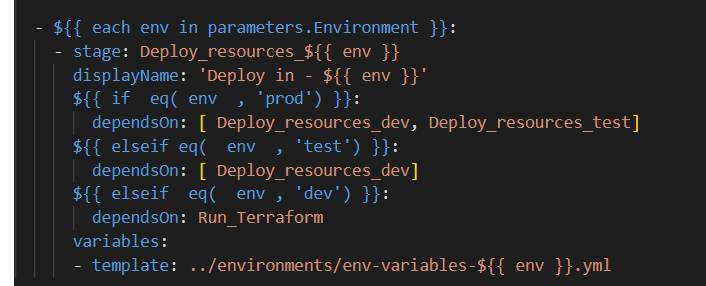 - ${{ each env in parameters.Environment }}:
- stage: Deploy_resources_${{ env }}
displayName: 'Deploy in - ${{ env }}'
${{ if  eq( env  , 'prod') }}:
dependsOn: [ Deploy_resources_dev, Deploy_resources_test]
${{ elseif eq(  env  , 'test') }}:
dependsOn: [ Deploy_resources_dev]
${{ elseif  eq(  env , 'dev') }}:
dependsOn: Run_Terraform
variables:
- template: ../environments/env-variables-${{ env }}.yml